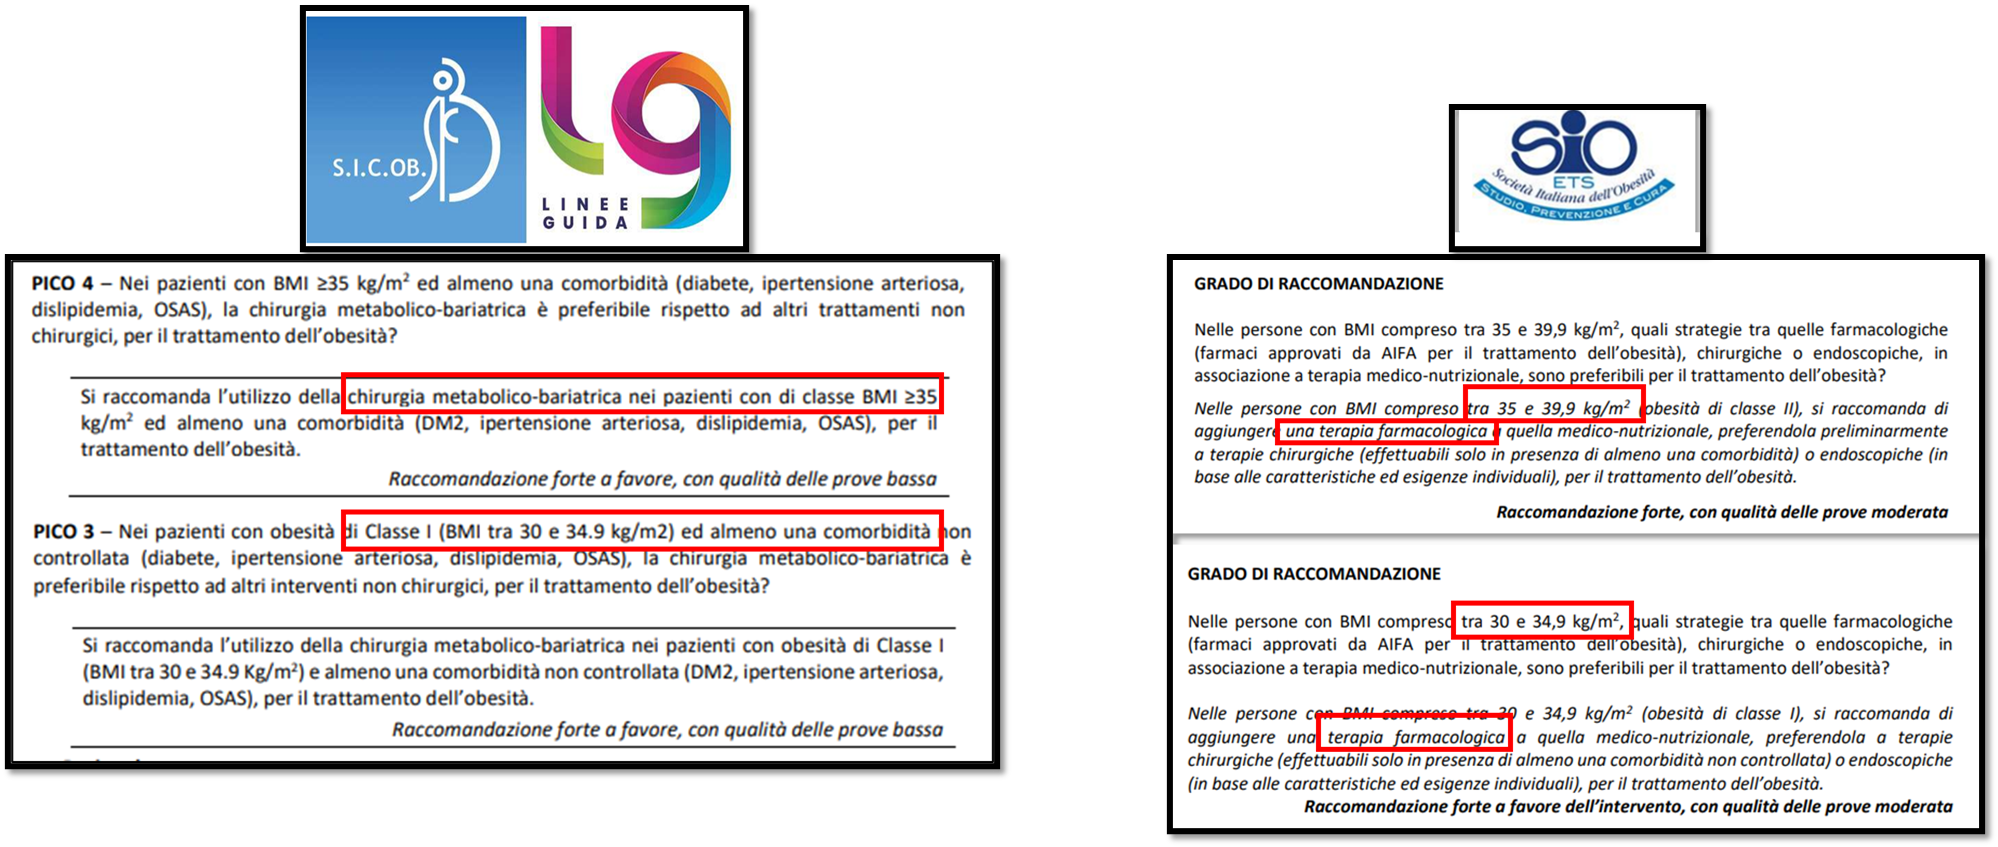 S.I.C.OB.
lg
LINEE
GUIDA
PICO 4 – Nei pazienti con BMI ≥35 kg/m² ed almeno una comorbidità (diabete, ipertensione arteriosa,
dislipidemia, OSAS), la chirurgia metabolico-bariatrica è preferibile rispetto ad altri trattamenti non
chirurgici, per il trattamento dell'obesità?
Si raccomanda l'utilizzo della chirurgia metabolico-bariatrica nei pazienti con di classe BMI ≥35
kg/m² ed almeno una comorbidità (DM2, ipertensione arteriosa, dislipidemia, OSAS), per il
trattamento dell'obesità.
Raccomandazione forte a favore, con qualità delle prove bassa
PICO 3 – Nei pazienti con obesità di Classe I (BMI tra 30 e 34.9 kg/m2) ed almeno una comorbidità non
controllata (diabete, ipertensione arteriosa, dislipidemia, OSAS), la chirurgia metabolico-bariatrica è
preferibile rispetto ad altri interventi non chirurgici, per il trattamento dell'obesità?
Si raccomanda l'utilizzo della chirurgia metabolico-bariatrica nei pazienti con obesità di Classe I
(BMI tra 30 e 34.9 Kg/m²) e almeno una comorbidità non controllata (DM2, ipertensione arteriosa,
dislipidemia, OSAS), per il trattamento dell'obesità.
Raccomandazione forte a favore, con qualità delle prove bassa
SIO
ETS
Società Italiana dell'Obesità
STUDIO, PREVENZIONE E CURA
GRADO DI RACCOMANDAZIONE
Nelle persone con BMI compreso tra 35 e 39,9 kg/m², quali strategie tra quelle farmacologiche
(farmaci approvati da AIFA per il trattamento dell'obesità), chirurgiche o endoscopiche, in
associazione a terapia medico-nutrizionale, sono preferibili per il trattamento dell'obesità?
Nelle persone con BMI compreso tra 35 e 39,9 kg/m² (obesità di classe II), si raccomanda di
aggiungere una terapia farmacologica a quella medico-nutrizionale, preferendola preliminarmente
a terapie chirurgiche (effettuabili solo in presenza di almeno una comorbidità) o endoscopiche (in
base alle caratteristiche ed esigenze individuali), per il trattamento dell'obesità.
Raccomandazione forte, con qualità delle prove moderata
GRADO DI RACCOMANDAZIONE
Nelle persone con BMI compreso tra 30 e 34,9 kg/m², quali strategie tra quelle farmacologiche
(farmaci approvati da AIFA per il trattamento dell'obesità), chirurgiche o endoscopiche, in
associazione a terapia medico-nutrizionale, sono preferibili per il trattamento dell'obesità?
Nelle persone con BMI compreso tra 30 e 34,9 kg/m² (obesità di classe I), si raccomanda di
aggiungere una terapia farmacologica a quella medico-nutrizionale, preferendola a terapie
chirurgiche (effettuabili solo in presenza di almeno una comorbidità non controllata) o endoscopiche
(in base alle caratteristiche ed esigenze individuali), per il trattamento dell'obesità.
Raccomandazione forte a favore dell'intervento, con qualità delle prove moderata